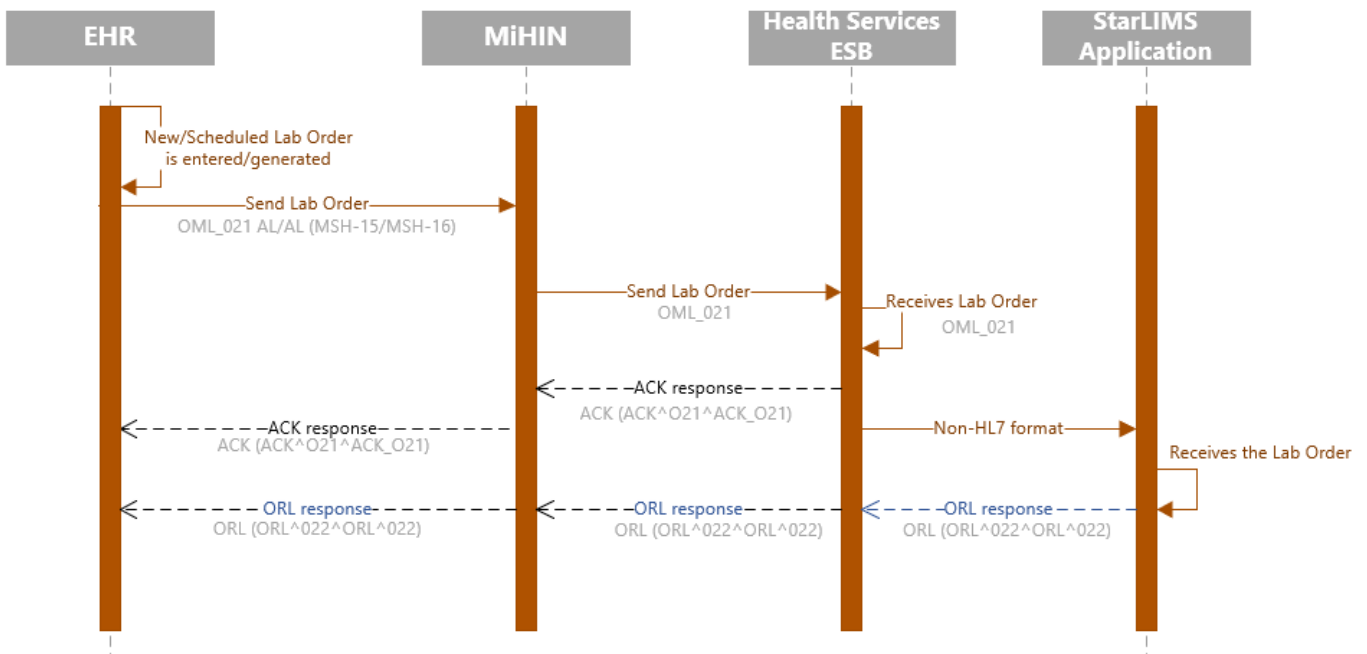 EHR
MiHIN
Health Services
ESB
StarLIMS
Application
New/Scheduled Lab Order
is entered/generated
Send Lab Order
OML_021 AL/AL (MSH-15/MSH-16)
Send Lab Order
OML_021
Receives Lab Order
OML_021
ACK response
ACK (ACK^O21^ACK_O21)
ACK response
ACK (ACK^O21^ACK_O21)
Non-HL7 format
Receives the Lab Order
ORL response
ORL (ORL^022^ORL^022)
ORL response
ORL (ORL^022^ORL^022)
ORL response
ORL (ORL^022^ORL^022)